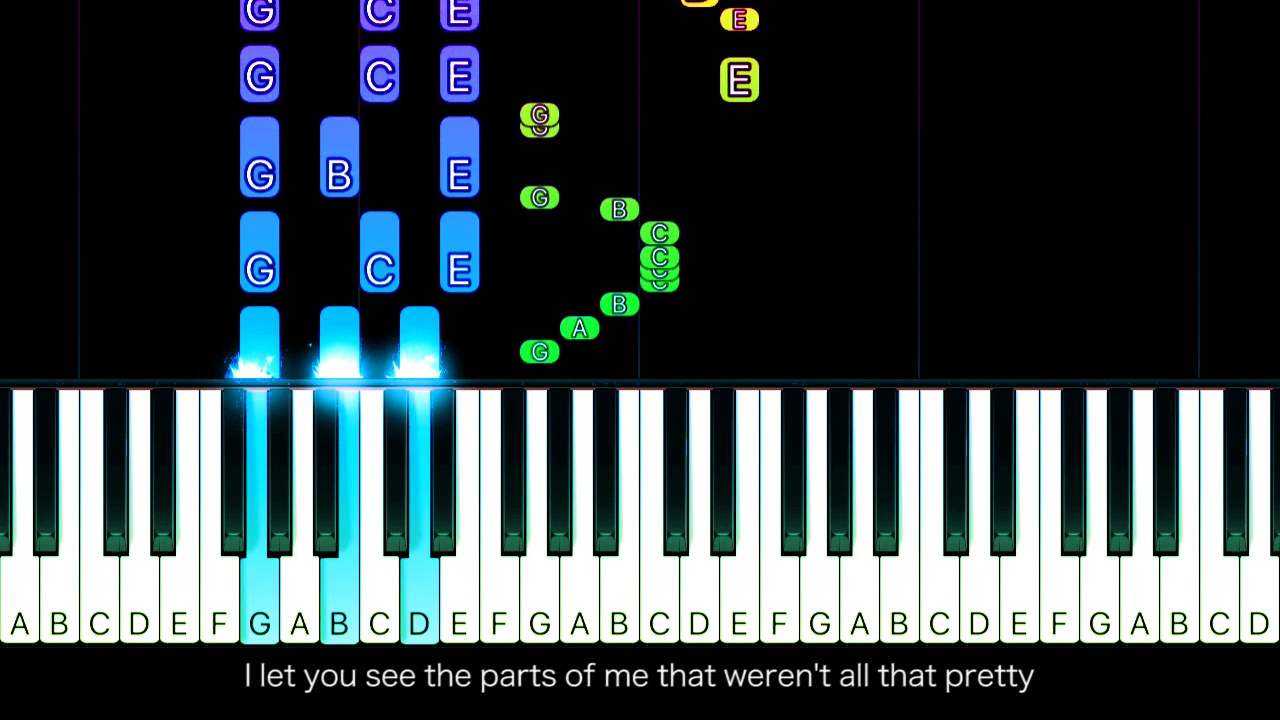 G C E
E
G C E E
G
G
G B E
G
B
C
C
G C E
C
C
B
A
G
A B C D E F G A B C D E F G A B C D E F G A B C D E F G A B C D
I let you see the parts of me that weren't all that pretty